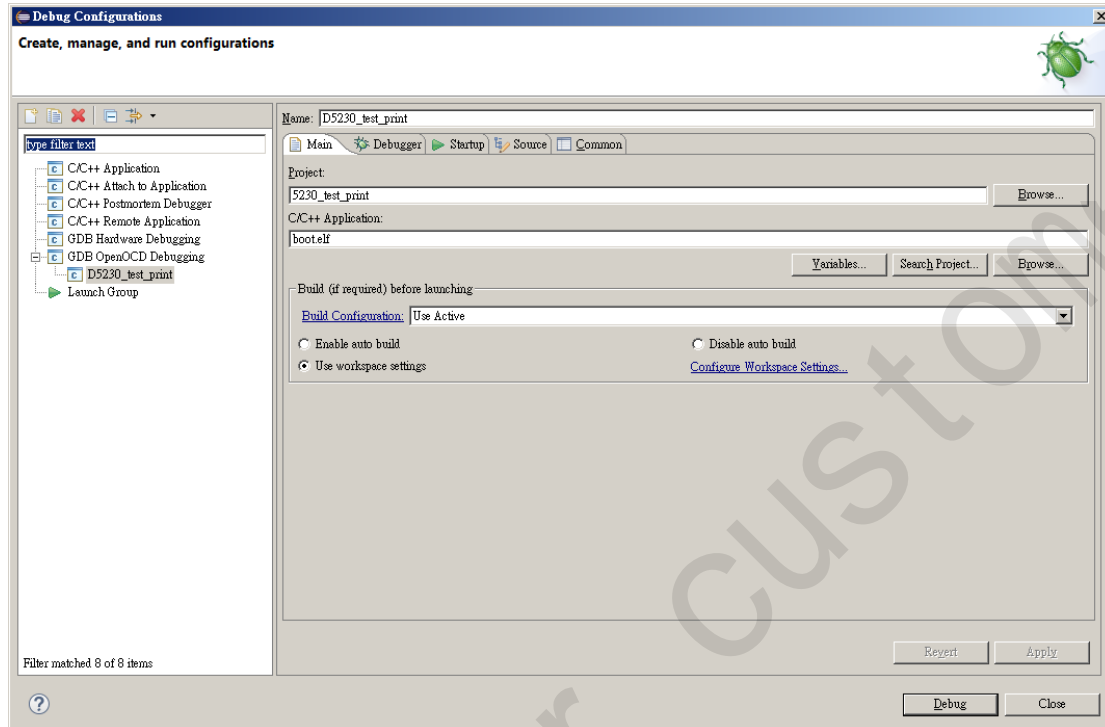 Debug Configurations
Create, manage, and run configurations
type filter text
C/C++ Application
C/C++ Attach to Application
C/C++ Postmortem Debugger
C/C++ Remote Application
GDB Hardware Debugging
GDB OpenOCD Debugging
D5230_test_print
Launch Group
Filter matched 8 of 8 items
Name: D5230_test_print
Main Debugger Startup Source Common
Project:
5230_test_print Browse...
C/C++ Application:
boot.elf
Variables... Search Project... Browse...
Build (if required) before launching
Build Configuration: Use Active
Enable auto build Disable auto build
Use workspace settings Configure Workspace Settings...
Revert Apply
Debug Close